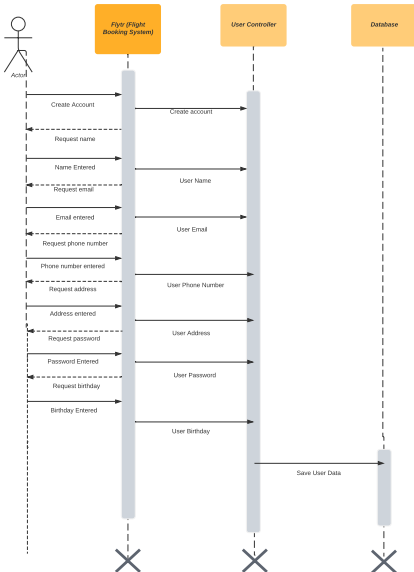 Flytr (Flight
Booking System)
User Controller
Database
Actor
Create Account
Create account
Request name
Name Entered
User Name
Request email
Email entered
User Email
Request phone number
Phone number entered
User Phone Number
Request address
Address entered
User Address
Request password
Password Entered
User Password
Request birthday
Birthday Entered
User Birthday
Save User Data